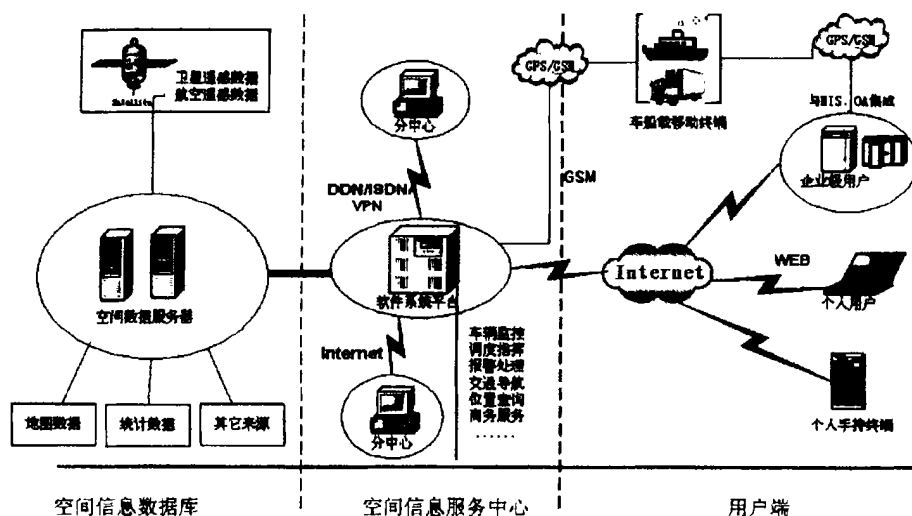 卫星遥感数据
航空遥感数据
Satellite
空间数据服务器
地图数据
统计数据
其它来源
空间信息数据库
分中心
DDN/ISDN/
VPN
软件系统平台
Internet
分中心
车辆监控
调度指挥
报警处理
交通导航
位置查询
商务服务
......
空间信息服务中心
GPS/GSM
GSM
车船载移动终端
GPS/GSM
与MIS、OA集成
企业级用户
Internet
WEB
个人用户
个人手持终端
用户端